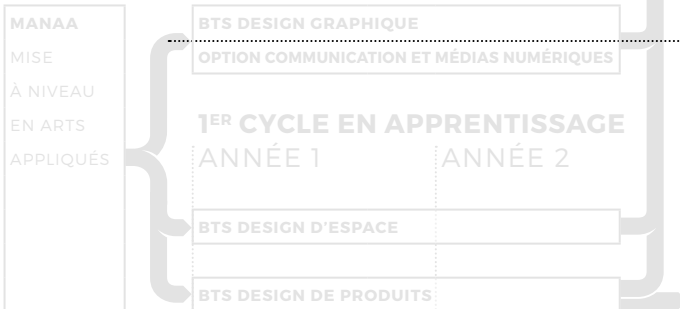 MANAA
MISE
À NIVEAU
EN ARTS
APPLIQUÉS
BTS DESIGN GRAPHIQUE
OPTION COMMUNICATION ET MÉDIAS NUMÉRIQUES
1ER CYCLE EN APPRENTISSAGE
ANNÉE 1 ANNÉE 2
BTS DESIGN D'ESPACE
BTS DESIGN DE PRODUITS